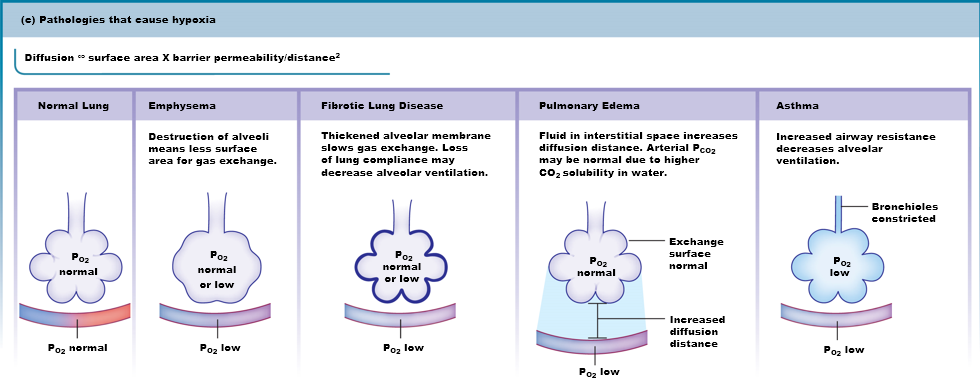 (c) Pathologies that cause hypoxia
Diffusion ∞ surface area X barrier permeability/distance²
Normal Lung
Emphysema
Fibrotic Lung Disease
Pulmonary Edema
Asthma
Destruction of alveoli
means less surface
area for gas exchange.
Thickened alveolar membrane
slows gas exchange. Loss
of lung compliance may
decrease alveolar ventilation.
Fluid in interstitial space increases
diffusion distance. Arterial PCO2
may be normal due to higher
CO2 solubility in water.
Increased airway resistance
decreases alveolar
ventilation.
PO2
normal
PO2 normal
PO2
normal
or low
PO2 low
PO2
normal
or low
PO2 low
PO2
normal
Exchange
surface
normal
Increased
diffusion
distance
PO2 low
Bronchioles
constricted
PO2
low
PO2 low